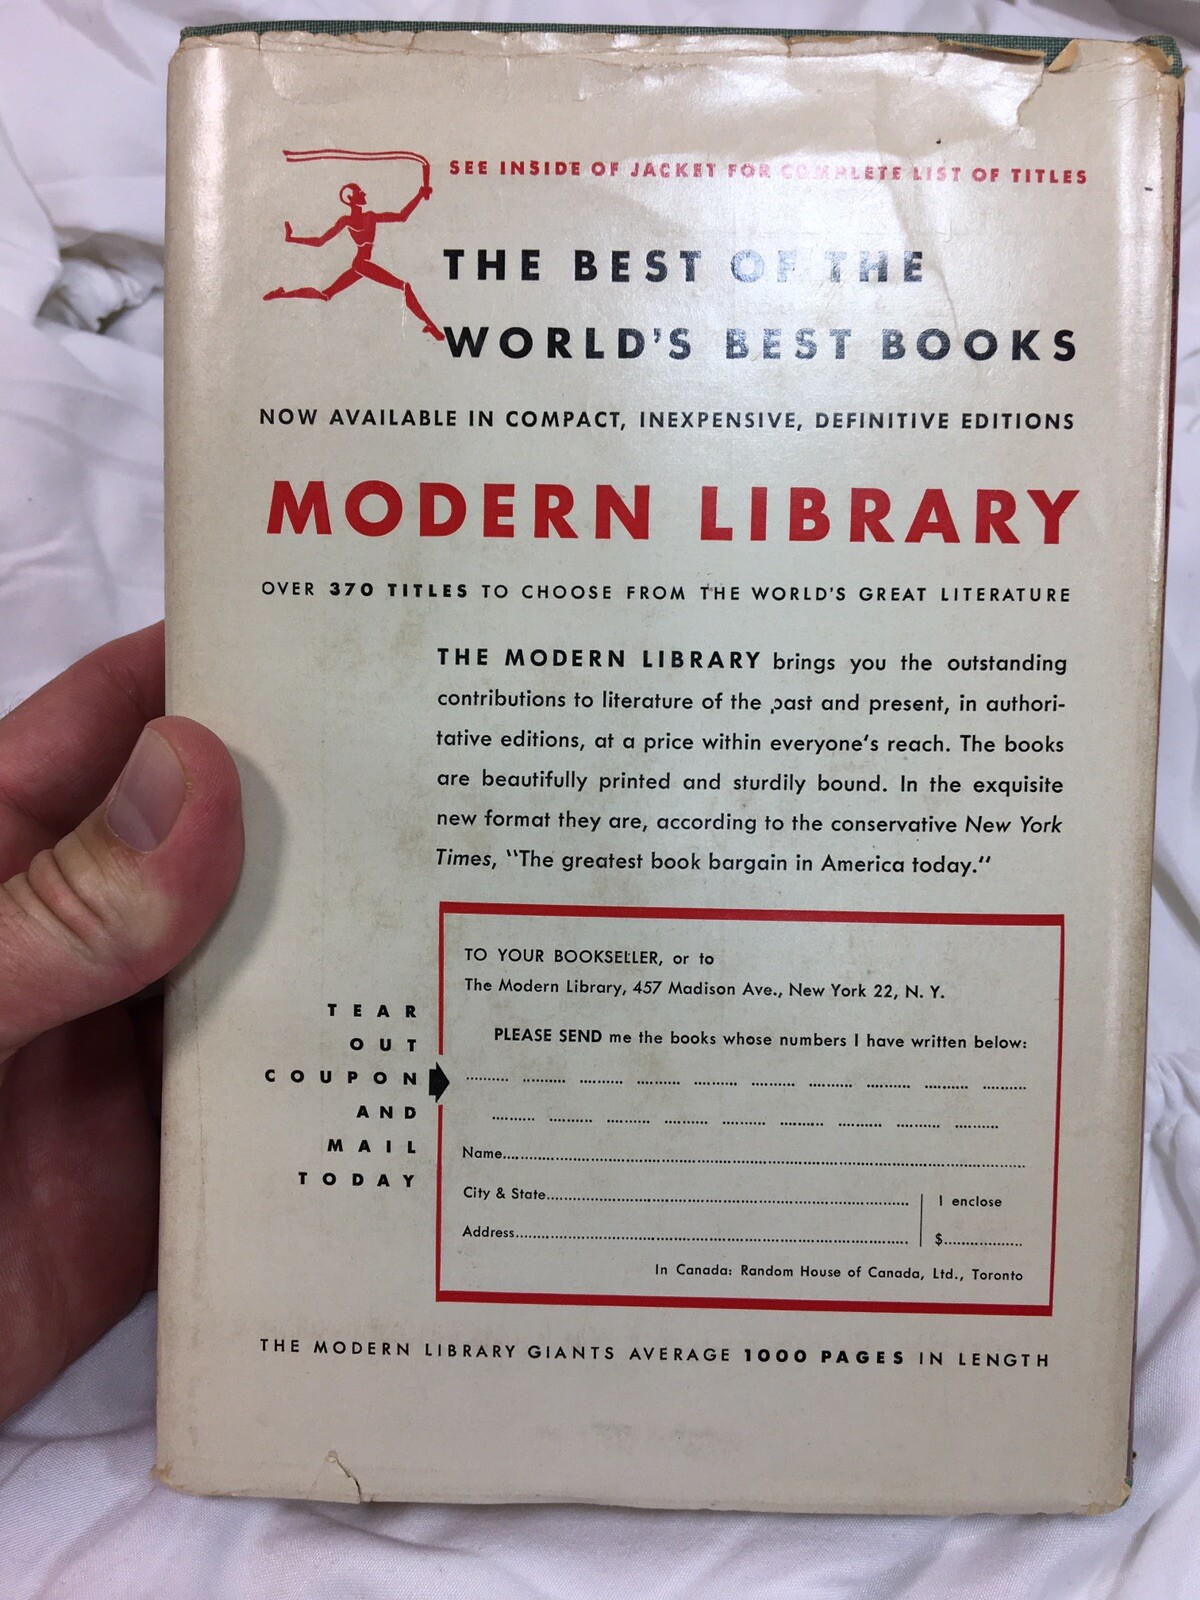 SEE INSIDE OF JACKET FOR COMPLETE LIST OF TITLES
THE BEST OF THE
WORLD'S BEST BOOKS
NOW AVAILABLE IN COMPACT, INEXPENSIVE, DEFINITIVE EDITIONS
MODERN LIBRARY
OVER 370 TITLES TO CHOOSE FROM THE WORLD'S GREAT LITERATURE
THE MODERN LIBRARY brings you the outstanding
contributions to literature of the past and present, in authori-
tative editions, at a price within everyone's reach. The books
are beautifully printed and sturdily bound. In the exquisite
new format they are, according to the conservative New York
Times, "The greatest book bargain in America today."
TEAR
OUT
COUPON
AND
MAIL
TODAY
TO YOUR BOOKSELLER, or to
The Modern Library, 457 Madison Ave., New York 22, N. Y.
PLEASE SEND me the books whose numbers I have written below:
Name
City & State
I enclose
Address
$
In Canada: Random House of Canada, Ltd., Toronto
THE MODERN LIBRARY GIANTS AVERAGE 1000 PAGES IN LENGTH